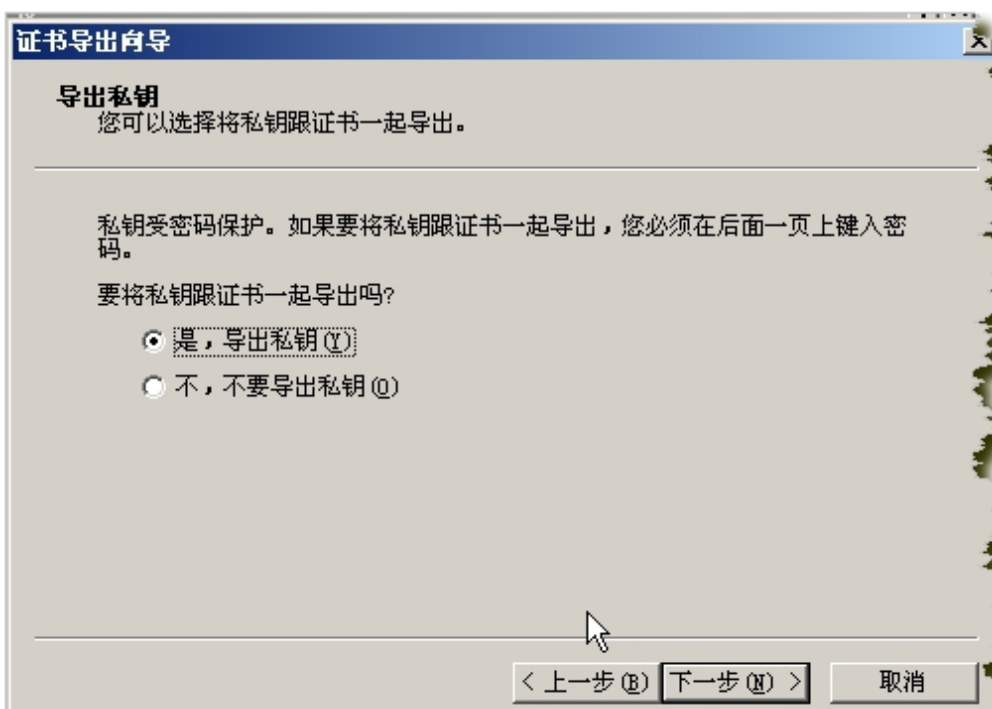 证书导出向导
导出私钥
您可以选择将私钥跟证书一起导出。
私钥受密码保护。如果要将私钥跟证书一起导出，您必须在后面一页上键入密
码。
要将私钥跟证书一起导出吗?
是，导出私钥(Y)
不，不要导出私钥(O)
< 上一步(B)
下一步(N) >
取消